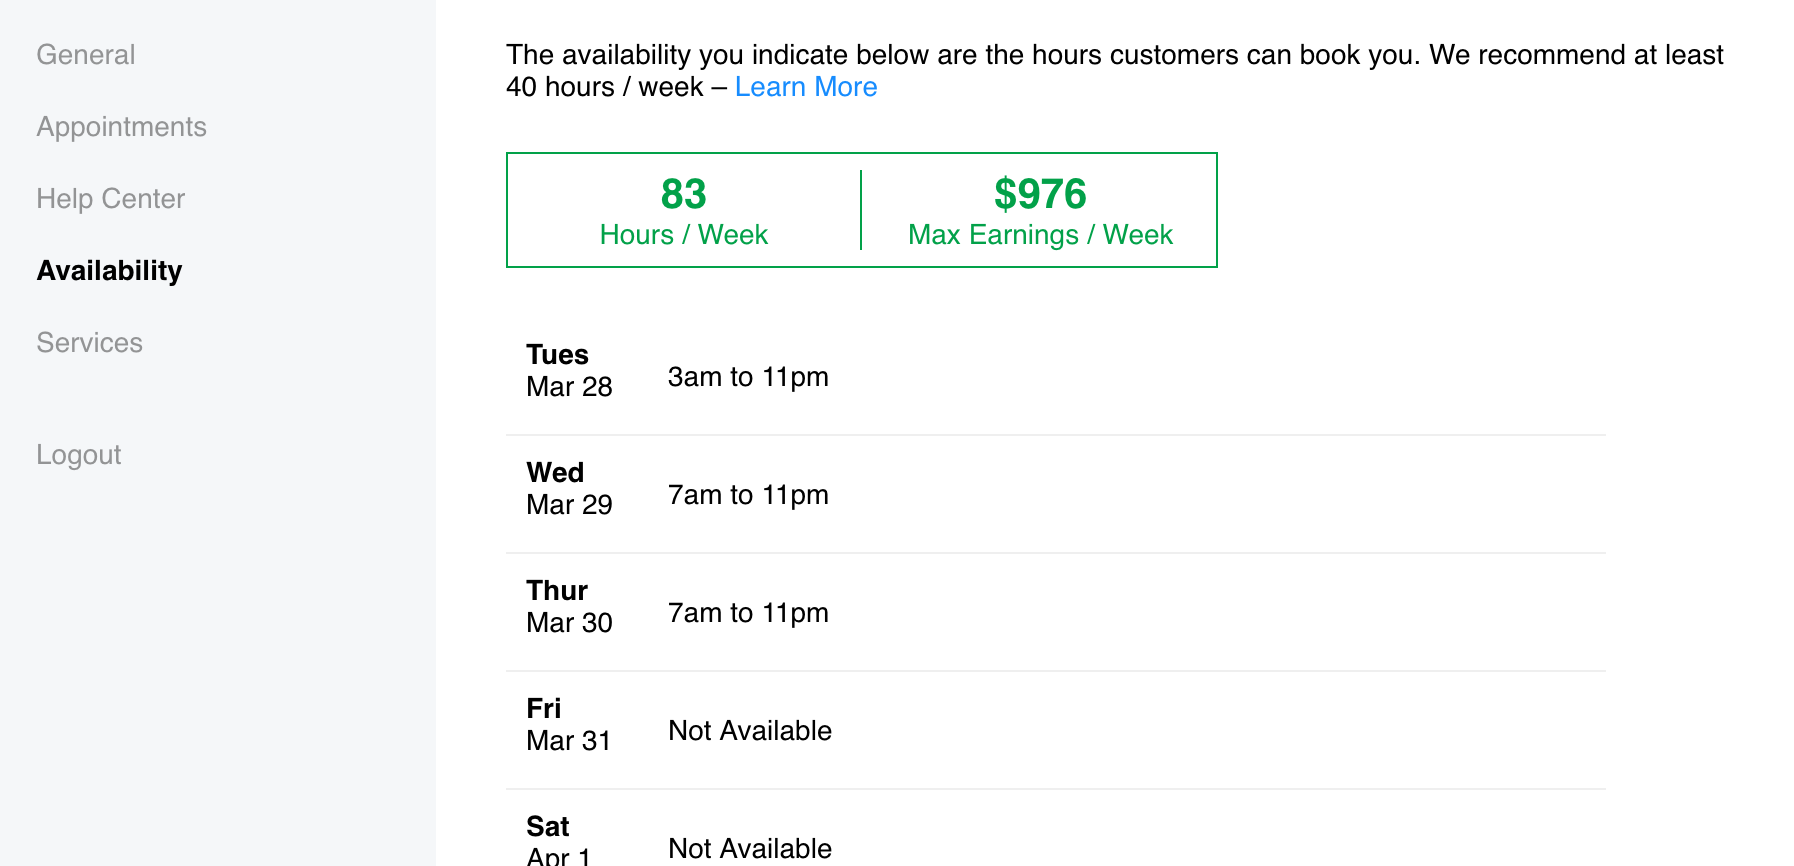 General
Appointments
Help Center
Availability
Services
Logout
The availability you indicate below are the hours customers can book you. We recommend at least
40 hours / week – Learn More
83
Hours / Week
$976
Max Earnings / Week
Tues
Mar 28
3am to 11pm
Wed
Mar 29
7am to 11pm
Thur
Mar 30
7am to 11pm
Fri
Mar 31
Not Available
Sat
Apr 1
Not Available